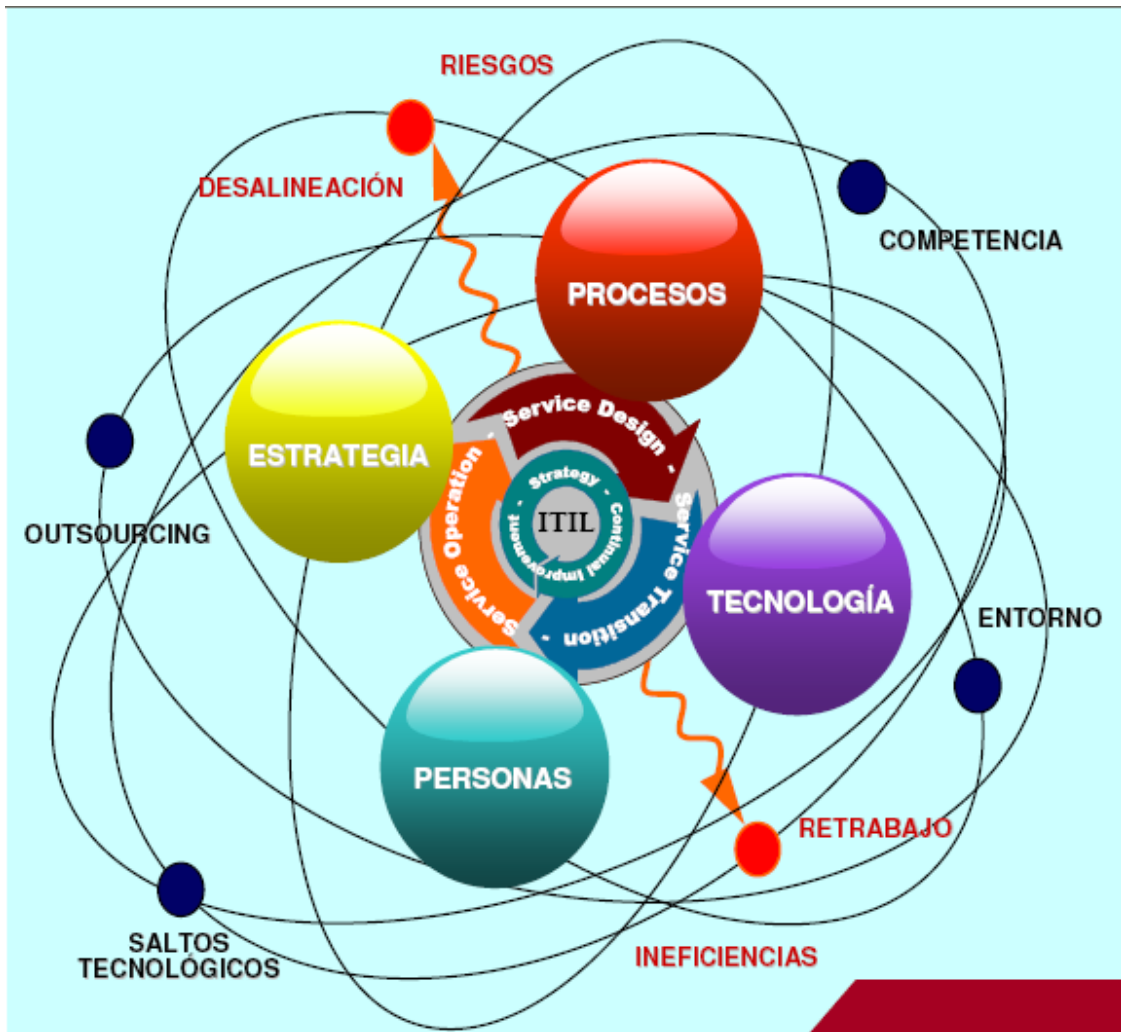 RIESGOS
DESALINEACIÓN
COMPETENCIA
PROCESOS
ESTRATEGIA
Service Design -
Service Transition -
Service Operation -
Strategy -
Continual Improvement -
ITIL
OUTSOURCING
TECNOLOGÍA
ENTORNO
PERSONAS
RETRABAJO
SALTOS
TECNOLÓGICOS
INEFICIENCIAS